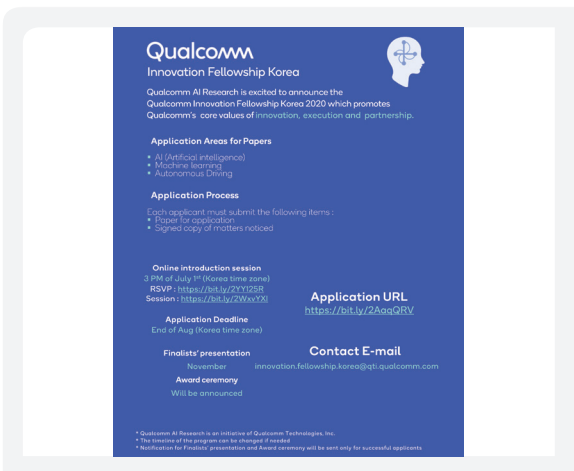 Qualcomm
Innovation Fellowship Korea
Qualcomm AI Research is excited to announce the
Qualcomm Innovation Fellowship Korea 2020 which promotes
Qualcomm's core values of innovation, execution and partnership.
Application Areas for Papers
• AI (Artificial intelligence)
• Machine learning
• Autonomous Driving
Application Process
Each applicant must submit the following items :
• Paper for application
• Signed copy of matters noticed
Online introduction session
3 PM of July 1st (Korea time zone)
RSVP : https://bit.ly/2YY125R
Session : https://bit.ly/2WxvYXl
Application Deadline
End of Aug (Korea time zone)
Finalists' presentation
November
Award ceremony
Will be announced
Application URL
https://bit.ly/2AaqQRV
Contact E-mail
innovation.fellowship.korea@qti.qualcomm.com
* Qualcomm AI Research is an initiative of Qualcomm Technologies, Inc.
* The timeline of the program can be changed if needed
* Notification for Finalists' presentation and Award ceremony will be sent only for successful applicants